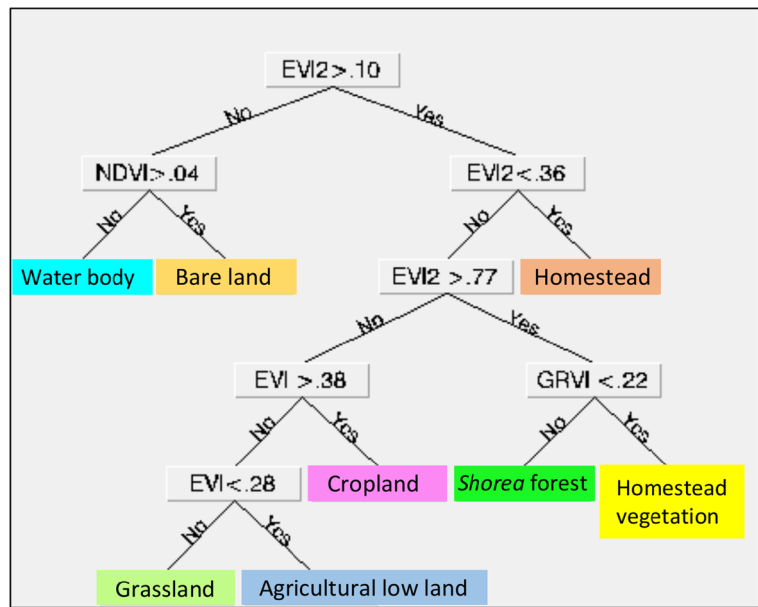 EVI2>.10
No
Yes
NDVI>.04
EVI2<.36
No
Yes
No
Yes
Water body
Bare land
EVI2 >.77
Homestead
No
Yes
EVI >.38
GRVI <.22
No
Yes
No
Yes
EVI<.28
Cropland
Shorea forest
Homestead
vegetation
No
Yes
Grassland
Agricultural low land